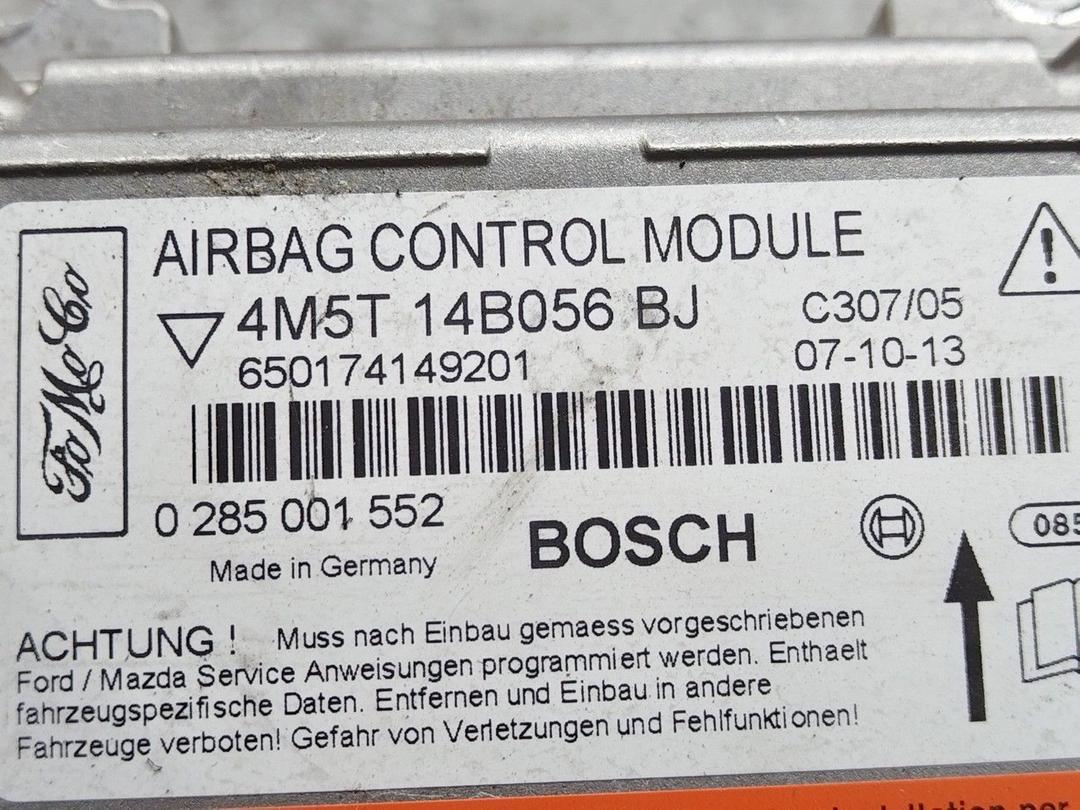 FoMoCo
AIRBAG CONTROL MODULE
4M5T 14B056 BJ
C307/05
650174149201
07-10-13
0 285 001 552
BOSCH
085
Made in Germany
ACHTUNG ! Muss nach Einbau gemaess vorgeschriebenen
Ford / Mazda Service Anweisungen programmiert werden. Enthaelt
fahrzeugspezifische Daten. Entfernen und Einbau in andere
Fahrzeuge verboten! Gefahr von Verletzungen und Fehlfunktionen!